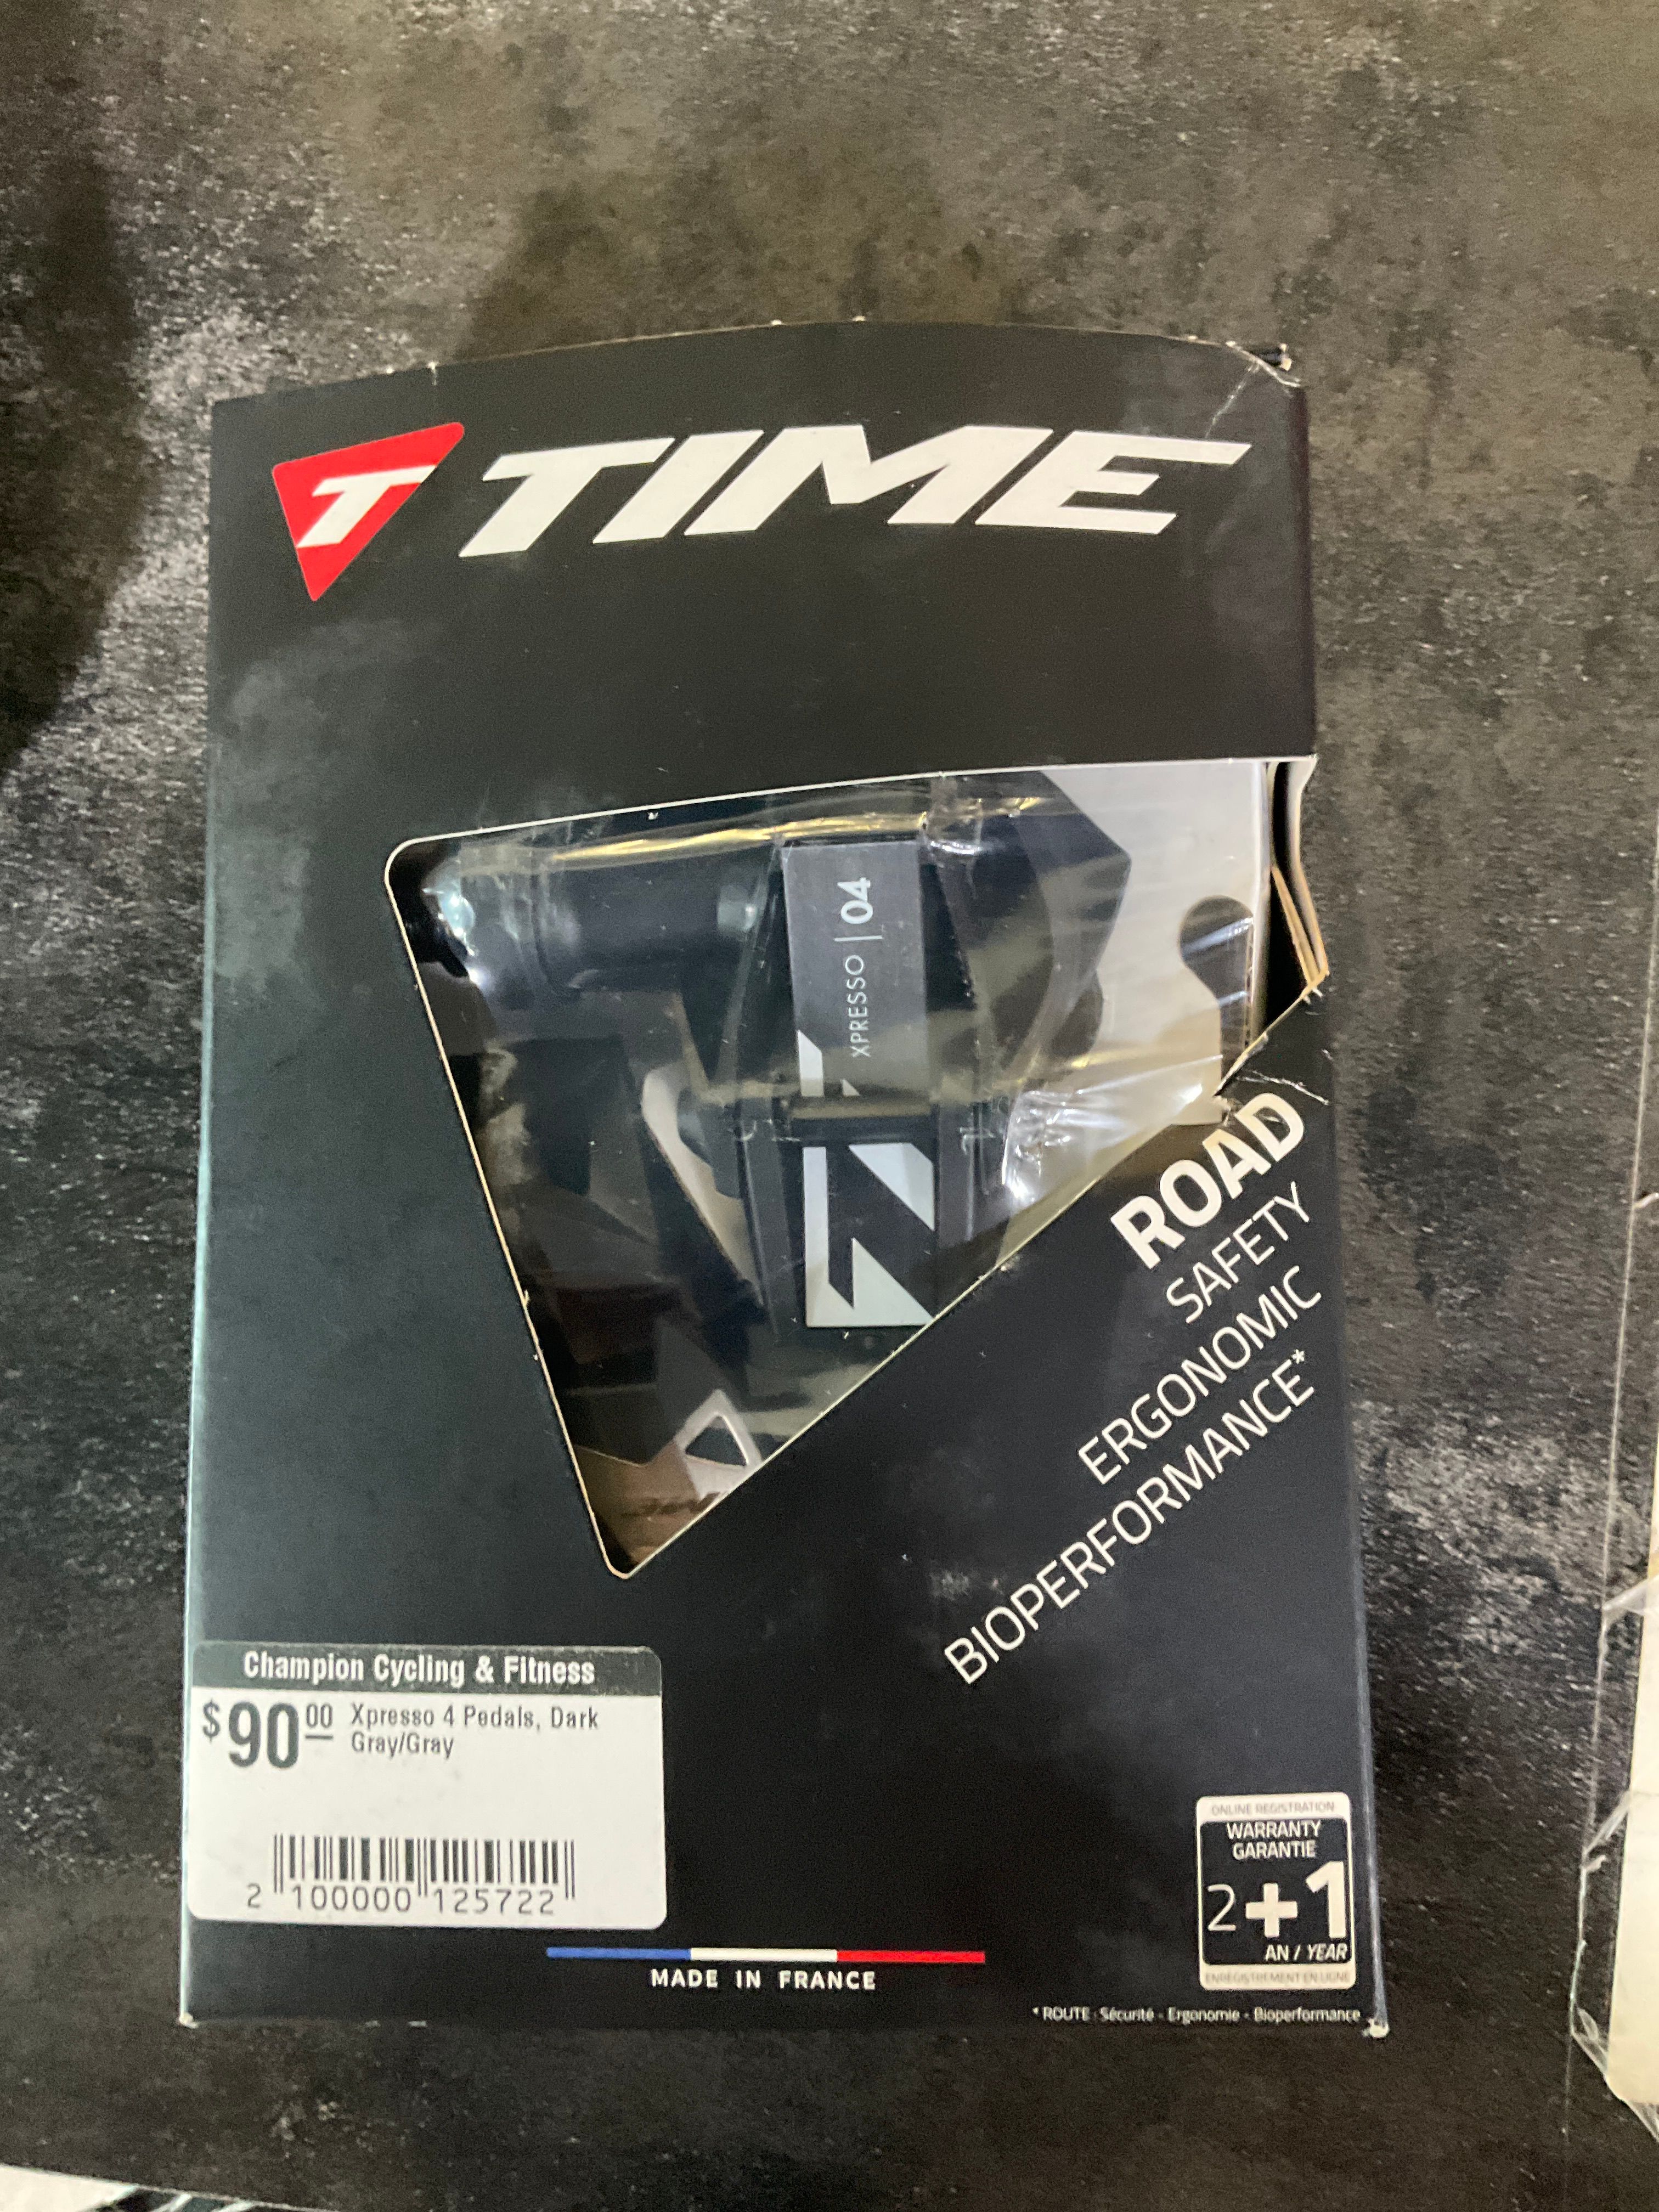 T TIME
XPRESSO | 04
ROAD
SAFETY
ERGONOMIC
BIOPERFORMANCE*
Champion Cycling & Fitness
$90.00 Xpresso 4 Pedals, Dark
Gray/Gray
2 100000 125722
MADE IN FRANCE
ONLINE REGISTRATION
WARRANTY
GARANTIE
2+1
AN / YEAR
ENREGISTREMENT EN LIGNE
* ROUTE : Sécurité - Ergonomie - Bioperformance